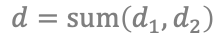 d = sum(d₁, d₂)